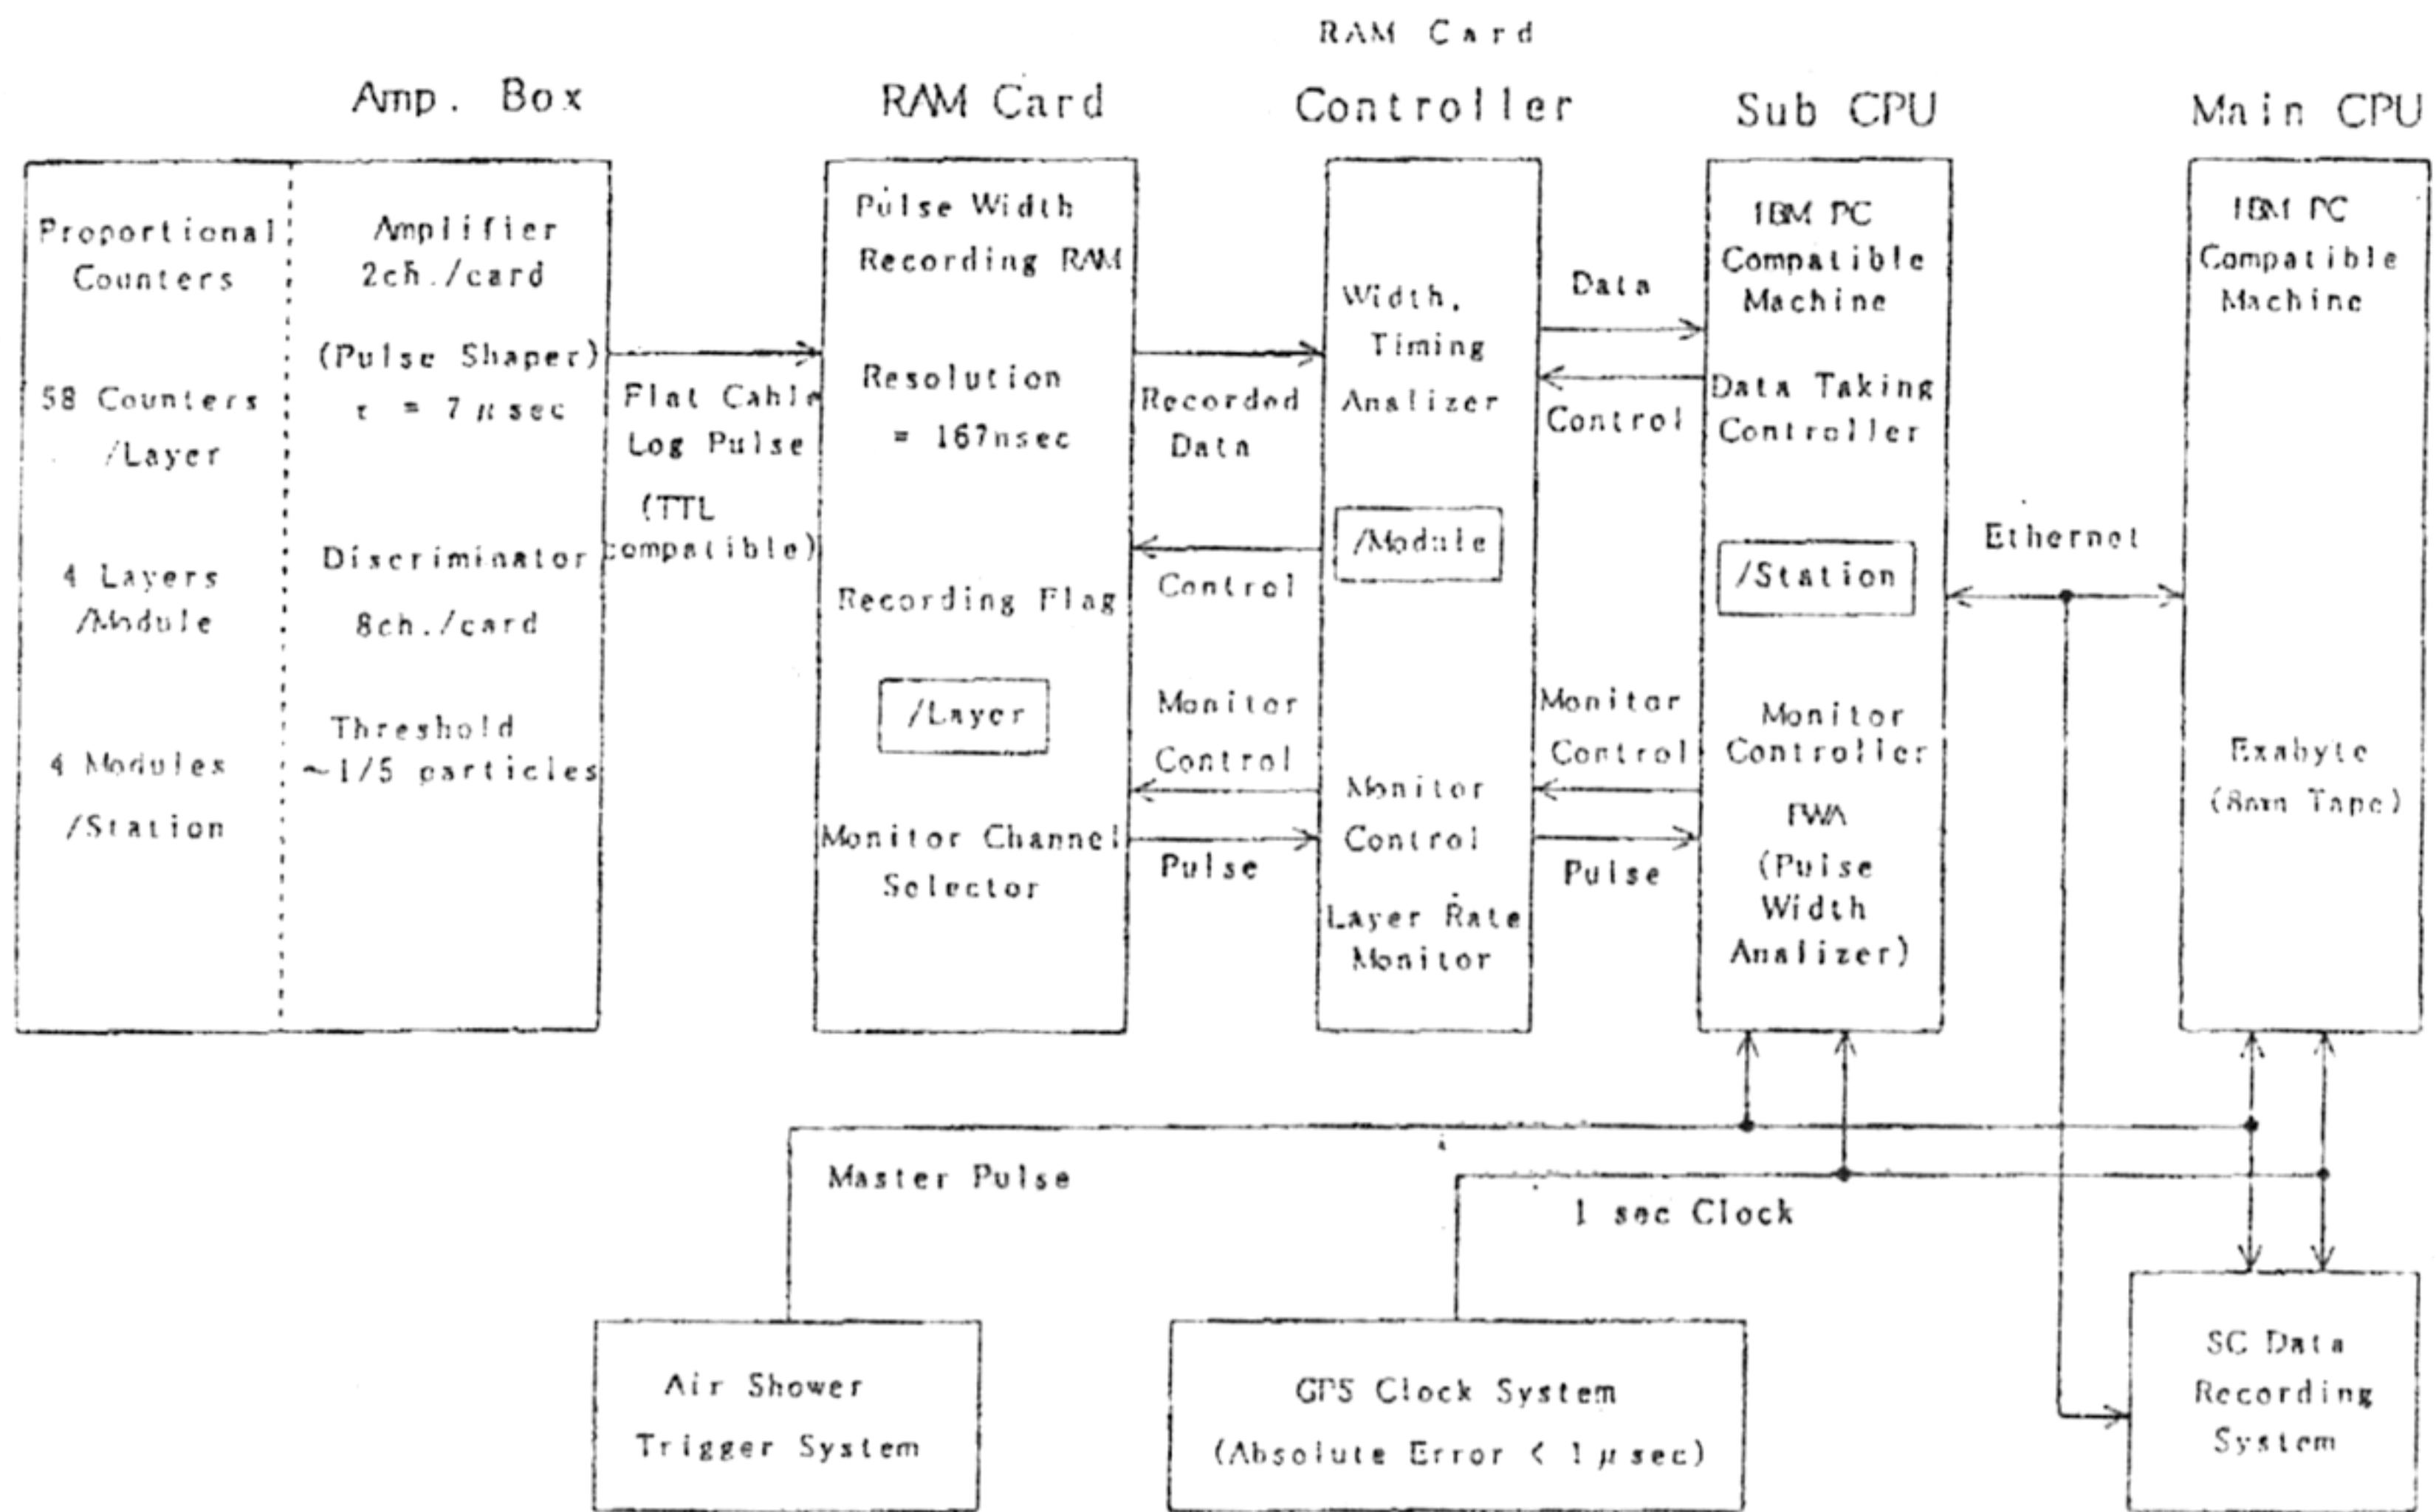 Amp. Box
Proportional
Counters
58 Counters
/Layer
4 Layers
/Module
4 Modules
/Station
Amplifier
2ch./card
(Pulse Shaper)
τ = 7 μsec
Discriminator
8ch./card
Threshold
~1/5 particles
Flat Cable
Log Pulse
(TTL
compatible)
RAM Card
Pulse Width
Recording RAM
Resolution
= 167nsec
Recording Flag
/Layer
Monitor Channel
Selector
Recorded
Data
Control
Monitor
Control
Pulse
RAM Card
Controller
Width,
Timing
Analizer
/Module
Monitor
Control
Layer Rate
Monitor
Data
Control
Monitor
Control
Pulse
Sub CPU
IBM PC
Compatible
Machine
Data Taking
Controller
/Station
Monitor
Controller
PWA
(Pulse
Width
Analizer)
Ethernet
Main CPU
IBM PC
Compatible
Machine
Exabyte
(8mm Tape)
Master Pulse
1 sec Clock
Air Shower
Trigger System
GPS Clock System
(Absolute Error < 1 μsec)
SC Data
Recording
System